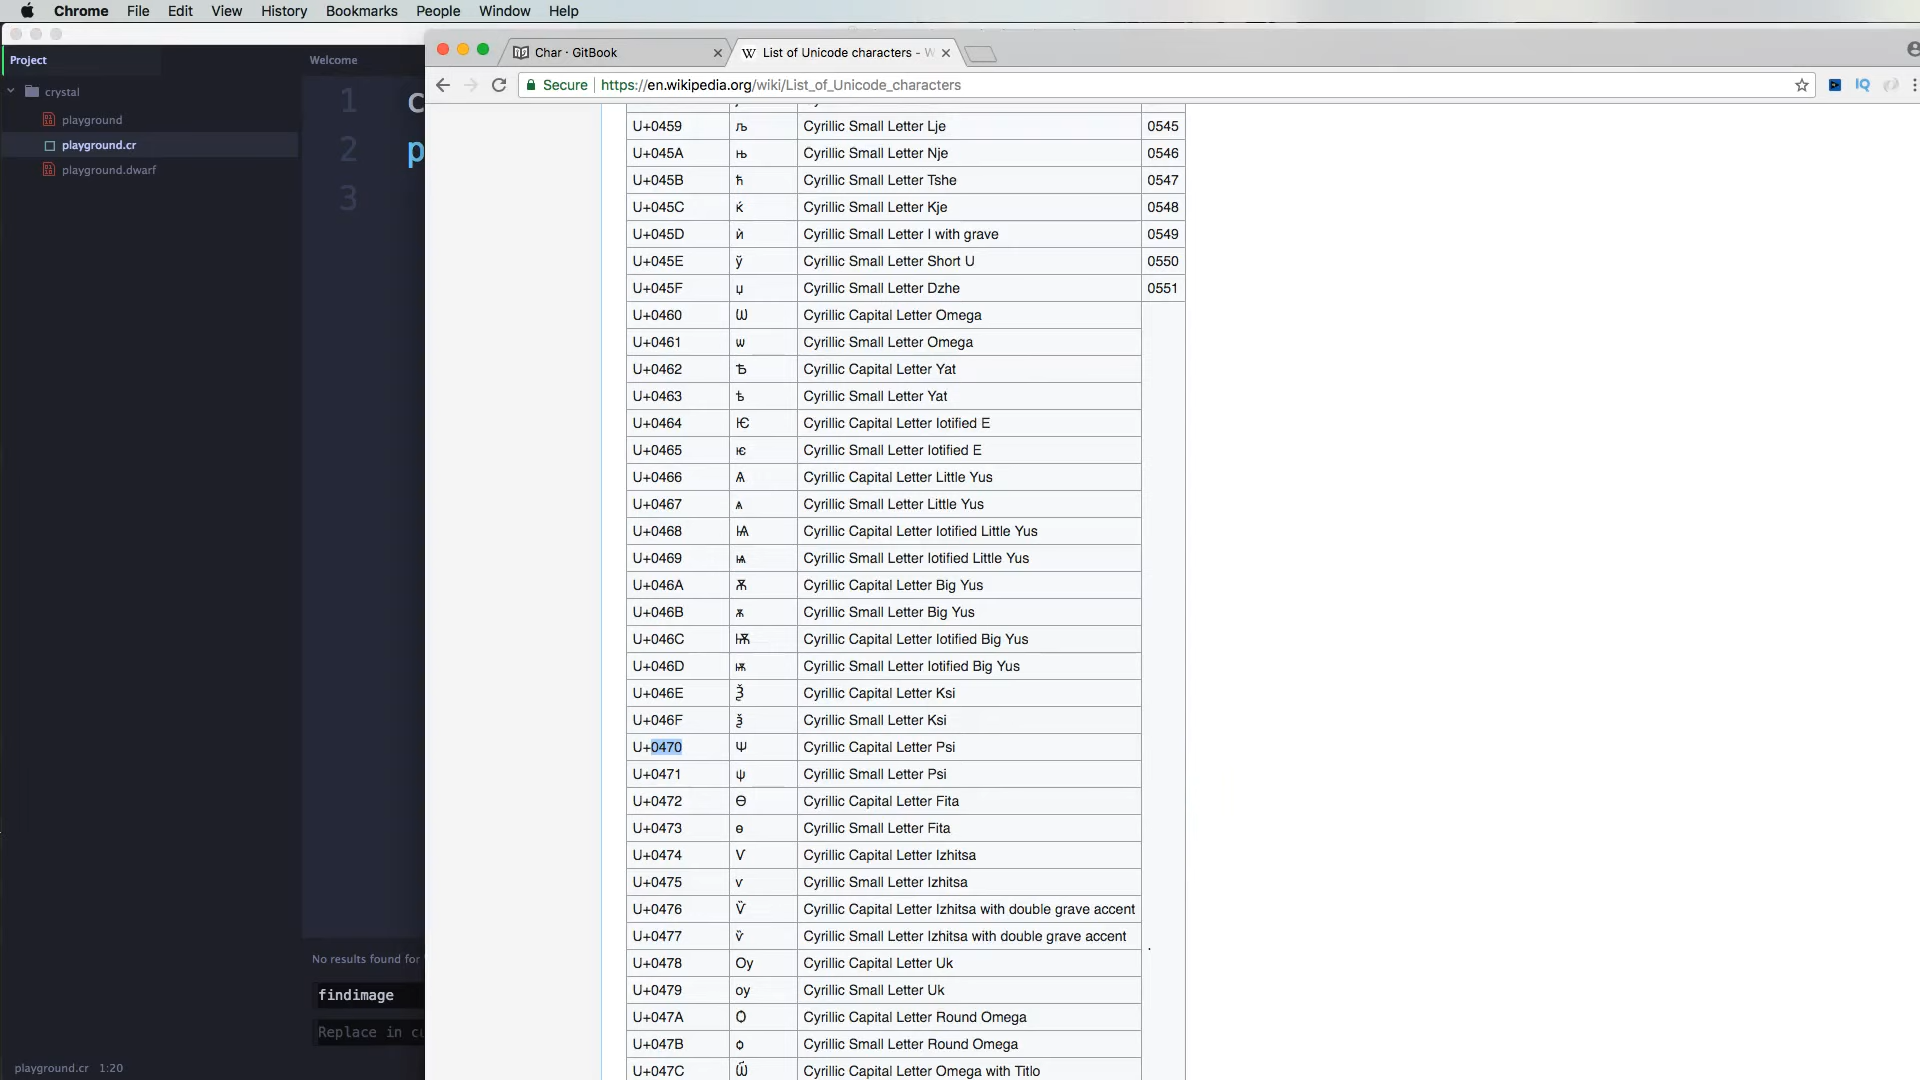 Chrome File Edit View History Bookmarks People Window Help
Project
crystal
playground
playground.cr
playground.dwarf
Welcome
1
2 p
3
No results found for
findimage
Replace in
playground.cr 1:20
Char · GitBook
List of Unicode characters - W
Secure https://en.wikipedia.org/wiki/List_of_Unicode_characters
IQ
U+0459 љ Cyrillic Small Letter Lje 0545
U+045A њ Cyrillic Small Letter Nje 0546
U+045B ћ Cyrillic Small Letter Tshe 0547
U+045C ќ Cyrillic Small Letter Kje 0548
U+045D ѝ Cyrillic Small Letter I with grave 0549
U+045E ў Cyrillic Small Letter Short U 0550
U+045F џ Cyrillic Small Letter Dzhe 0551
U+0460 Ѡ Cyrillic Capital Letter Omega
U+0461 ѡ Cyrillic Small Letter Omega
U+0462 Ѣ Cyrillic Capital Letter Yat
U+0463 ѣ Cyrillic Small Letter Yat
U+0464 Ѥ Cyrillic Capital Letter Iotified E
U+0465 ѥ Cyrillic Small Letter Iotified E
U+0466 Ѧ Cyrillic Capital Letter Little Yus
U+0467 ѧ Cyrillic Small Letter Little Yus
U+0468 Ѩ Cyrillic Capital Letter Iotified Little Yus
U+0469 ѩ Cyrillic Small Letter Iotified Little Yus
U+046A Ѫ Cyrillic Capital Letter Big Yus
U+046B ѫ Cyrillic Small Letter Big Yus
U+046C Ѭ Cyrillic Capital Letter Iotified Big Yus
U+046D ѭ Cyrillic Small Letter Iotified Big Yus
U+046E Ѯ Cyrillic Capital Letter Ksi
U+046F ѯ Cyrillic Small Letter Ksi
U+0470 Ѱ Cyrillic Capital Letter Psi
U+0471 ѱ Cyrillic Small Letter Psi
U+0472 Ѳ Cyrillic Capital Letter Fita
U+0473 ѳ Cyrillic Small Letter Fita
U+0474 Ѵ Cyrillic Capital Letter Izhitsa
U+0475 ѵ Cyrillic Small Letter Izhitsa
U+0476 Ѷ Cyrillic Capital Letter Izhitsa with double grave accent
U+0477 ѷ Cyrillic Small Letter Izhitsa with double grave accent
U+0478 Ѹ Cyrillic Capital Letter Uk
U+0479 ѹ Cyrillic Small Letter Uk
U+047A Ѻ Cyrillic Capital Letter Round Omega
U+047B ѻ Cyrillic Small Letter Round Omega
U+047C Ѽ Cyrillic Capital Letter Omega with Titlo